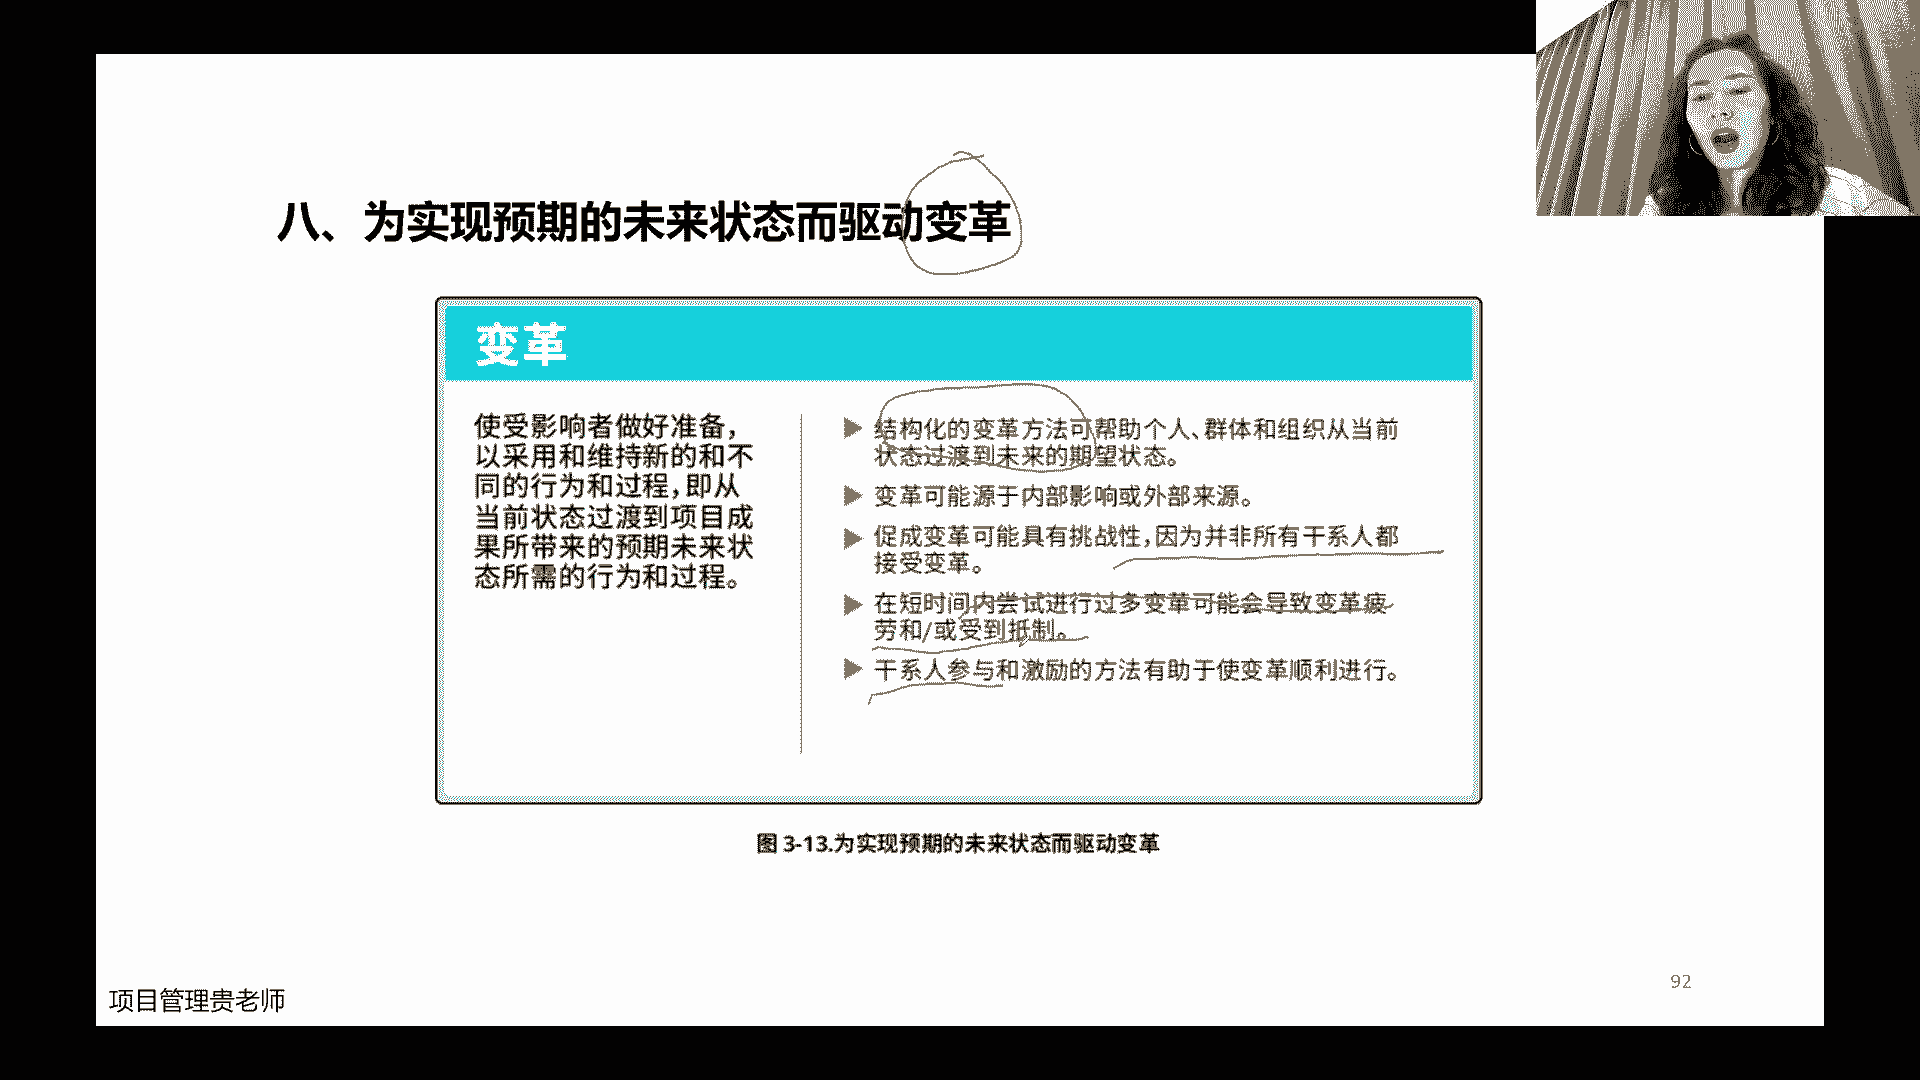 八、为实现预期的未来状态而驱动变革
变革
使受影响者做好准备，
以采用和维持新的和不
同的行为和过程，即从
当前状态过渡到项目成
果所带来的预期未来状
态所需的行为和过程。
结构化的变革方法可帮助个人、群体和组织从当前
状态过渡到未来的期望状态。
变革可能源于内部影响或外部来源。
促成变革可能具有挑战性，因为并非所有干系人都
接受变革。
在短时间内尝试进行过多变革可能会导致变革疲
劳和/或受到抵制。
干系人参与和激励的方法有助于使变革顺利进行。
图 3-13.为实现预期的未来状态而驱动变革
项目管理贵老师
92